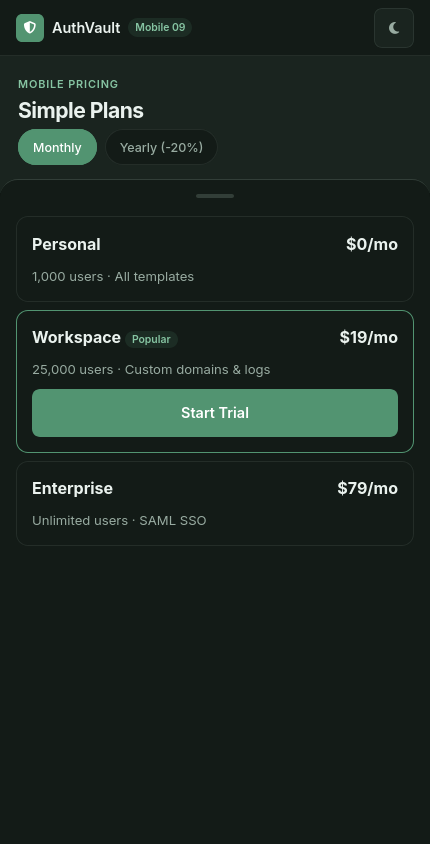 AuthVault Mobile 09
MOBILE PRICING
Simple Plans
Monthly Yearly (-20%)
Personal $0/mo
1,000 users · All templates
Workspace Popular $19/mo
25,000 users · Custom domains & logs
Start Trial
Enterprise $79/mo
Unlimited users · SAML SSO